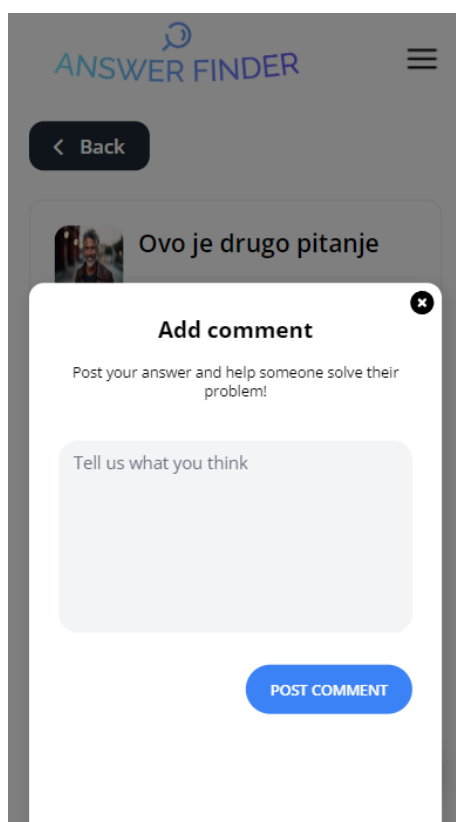 ANSWER FINDER
Back
Ovo je drugo pitanje
Add comment
Post your answer and help someone solve their
problem!
Tell us what you think
POST COMMENT